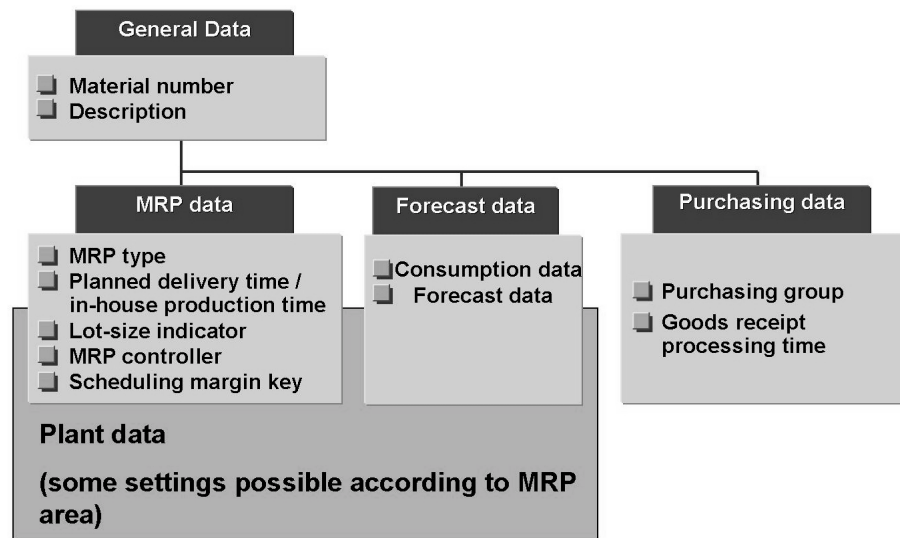 General Data
Material number
Description
MRP data
MRP type
Planned delivery time /
in-house production time
Lot-size indicator
MRP controller
Scheduling margin key
Forecast data
Consumption data
Forecast data
Purchasing data
Purchasing group
Goods receipt
processing time
Plant data
(some settings possible according to MRP
area)